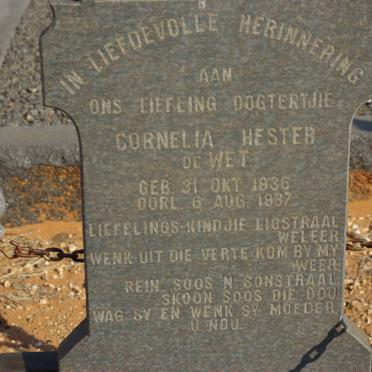 IN LIEFDEVOLLE HERINNERING
AAN
ONS LIEFLING DOGTERTJIE
CORNELIA HESTER
DE WET
GEB. 31 OKT. 1936
OORL. 6 AUG. 1937.
LIEFELINGS-KINDJIE LIGSTRAAL
WELEER
WENK UIT DIE VERTE KOM BY MY
WEER.
REIN SOOS 'N SONSTRAAL,
SKOON SOOS DIE DOU
WAG SY EN WENK SY MOEDER
U NOU.